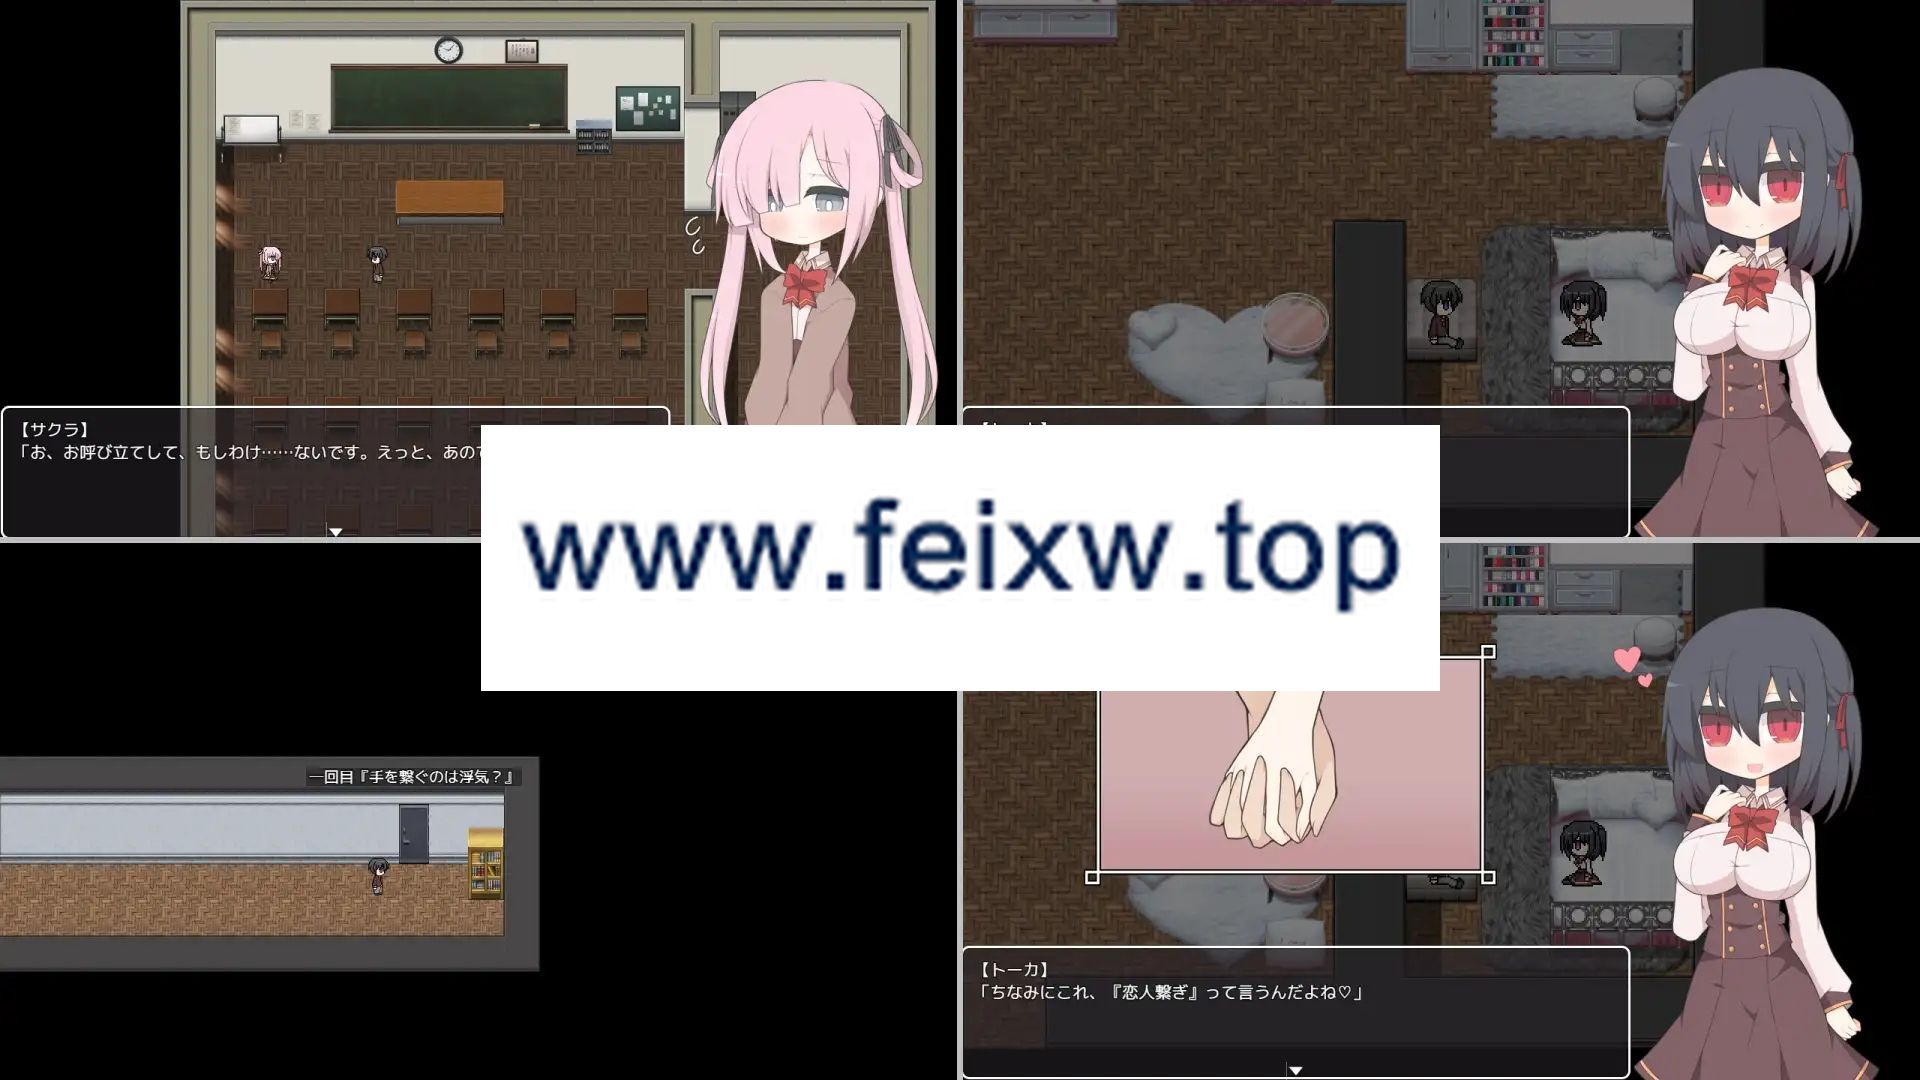 【サクラ】
「お、お呼び立てして、もしわけ……ないです。えっと、あの
www.feixw.top
一回目『手を繋ぐのは浮気？』
【トーカ】
「ちなみにこれ、『恋人繋ぎ』って言うんだよね♡」